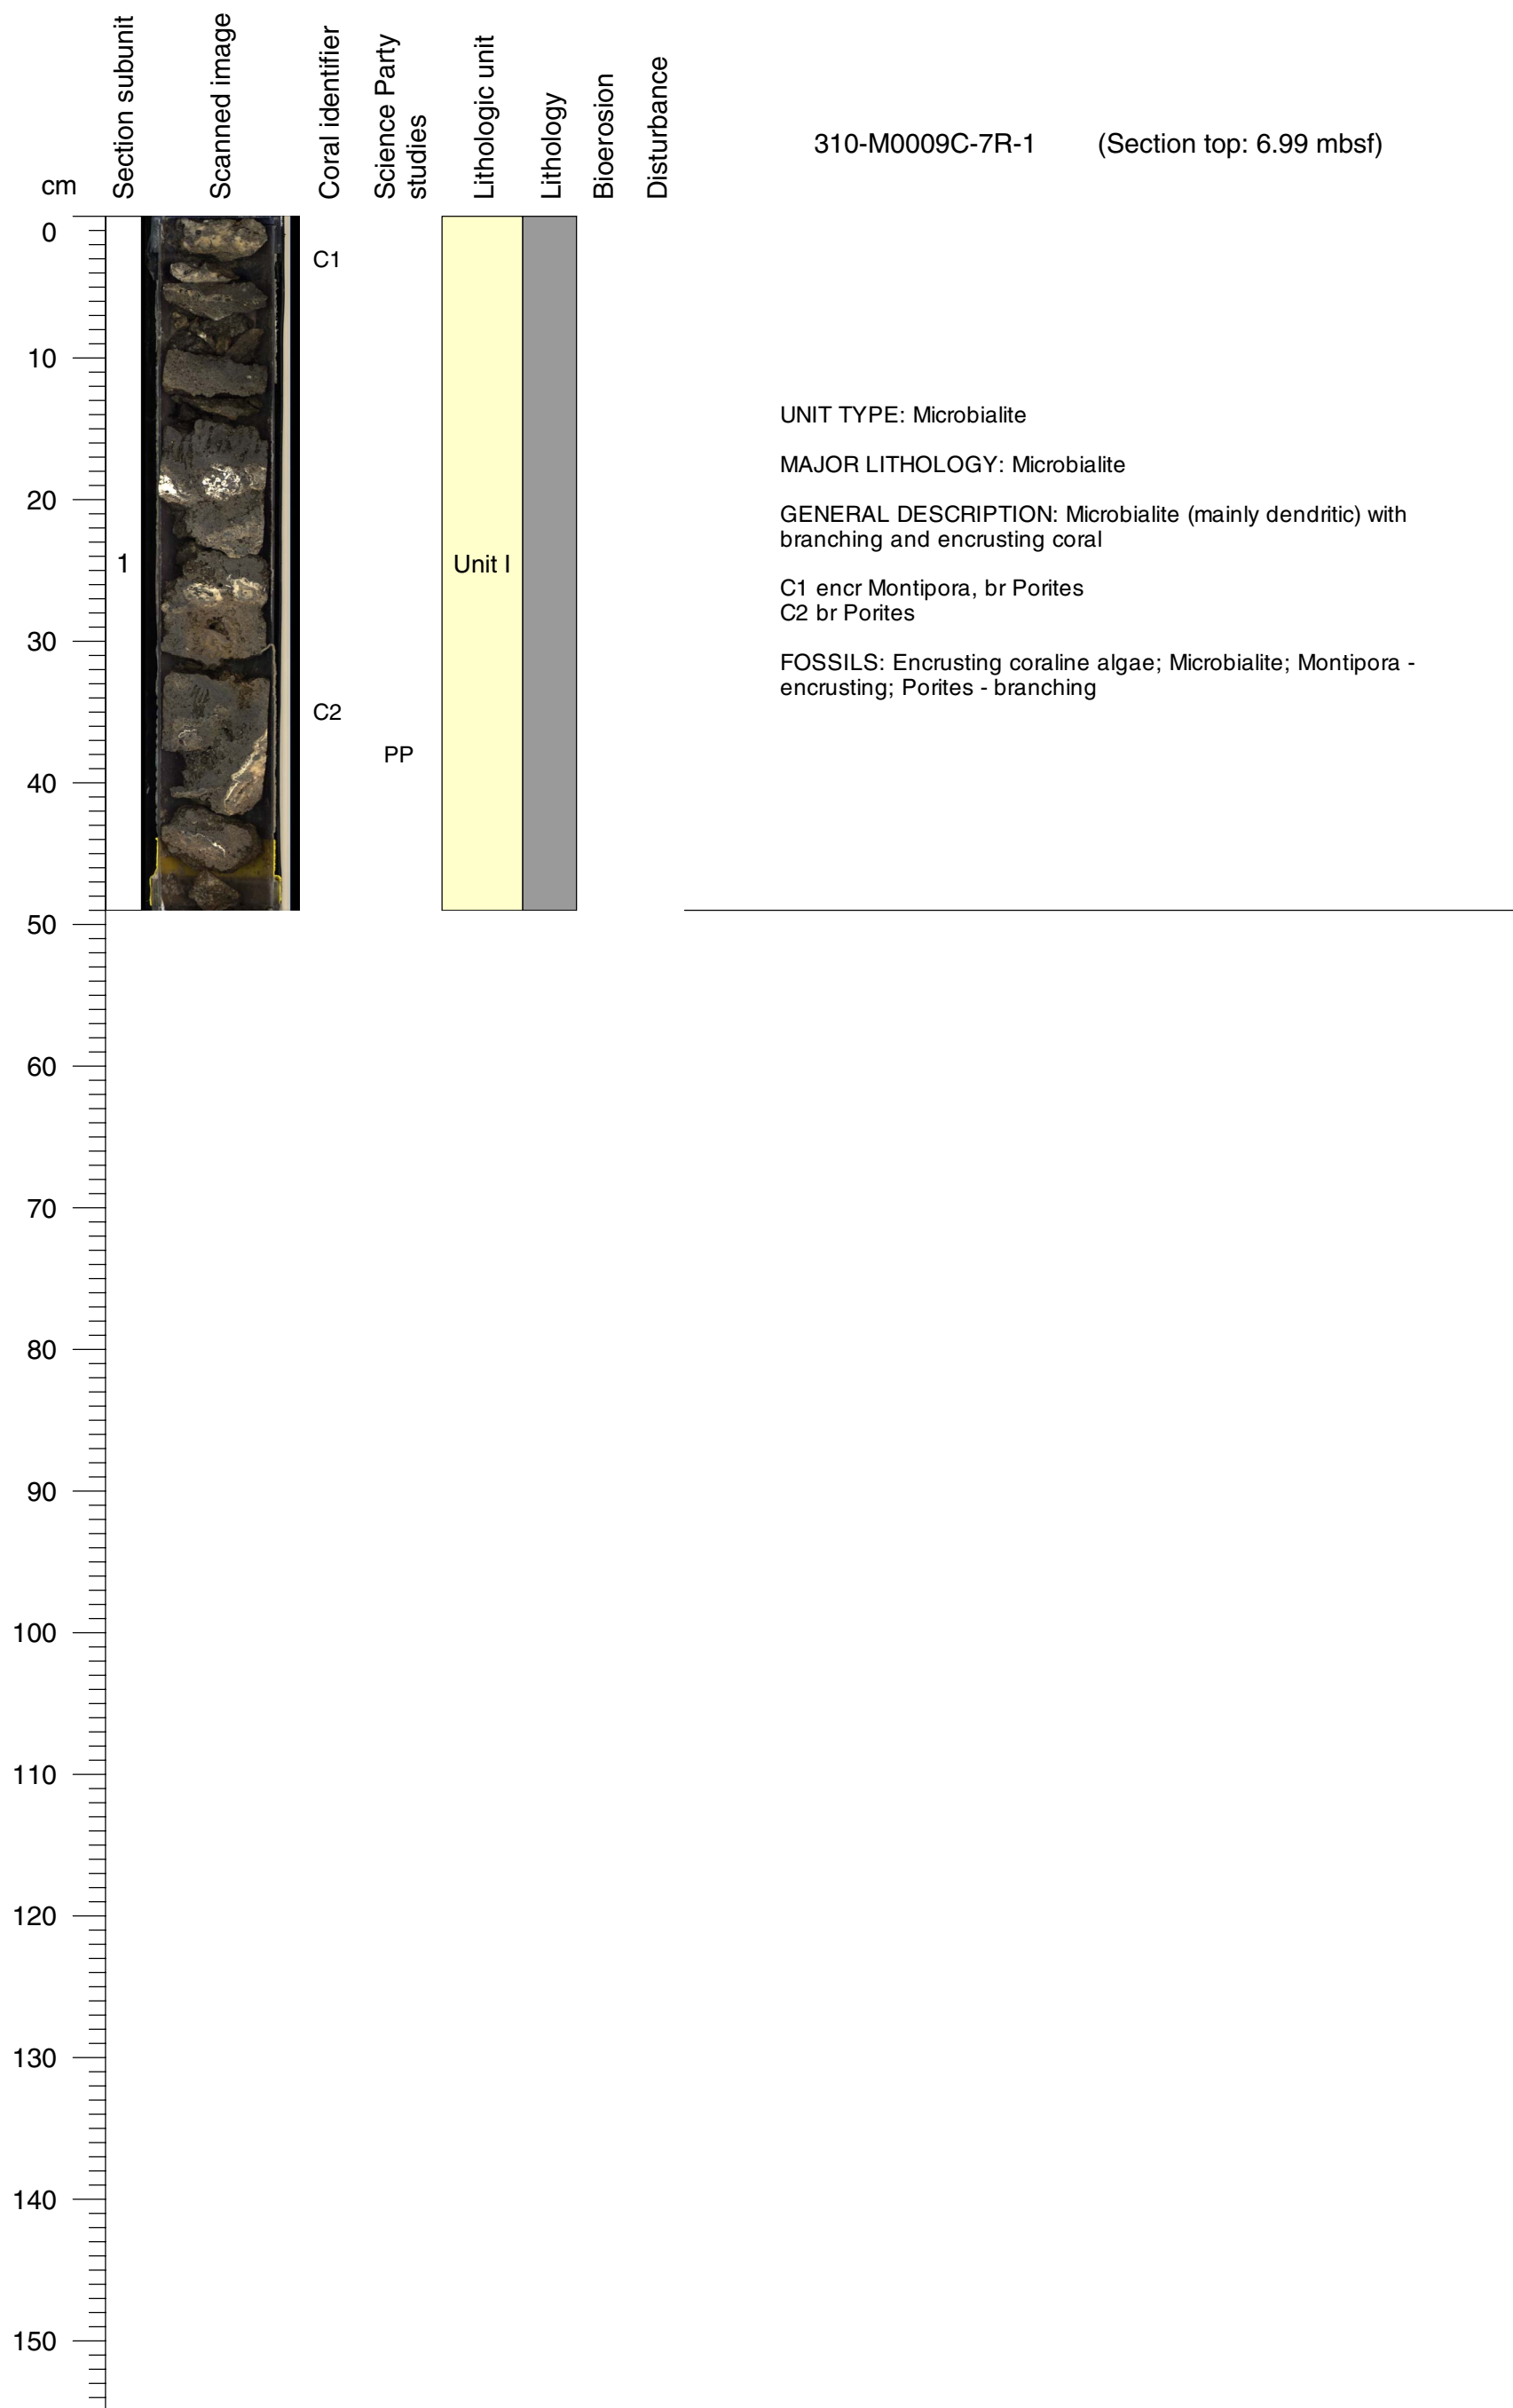 Section subunit
Scanned image
Coral identifier
Science Party
studies
Lithologic unit
Lithology
Bioerosion
Disturbance
310-M0009C-7R-1 (Section top: 6.99 mbsf)
cm
0
C1
10
UNIT TYPE: Microbialite
MAJOR LITHOLOGY: Microbialite
20
GENERAL DESCRIPTION: Microbialite (mainly dendritic) with
branching and encrusting coral
1
Unit I
C1 encr Montipora, br Porites
C2 br Porites
30
FOSSILS: Encrusting coraline algae; Microbialite; Montipora -
encrusting; Porites - branching
C2
PP
40
50
60
70
80
90
100
110
120
130
140
150